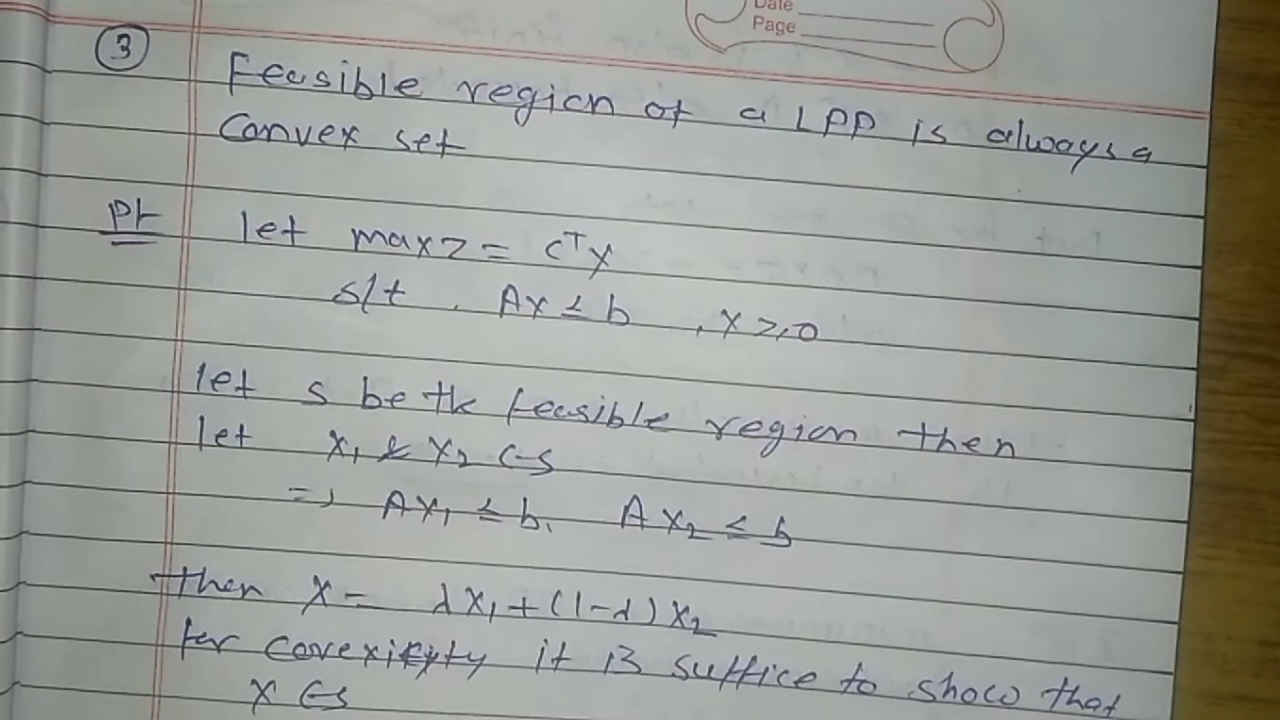 Date
Page
3
Feasible region of a LPP is always a
convex set
Pf let max z = cᵀx
s/t. Ax ≤ b , x ≥ 0
let s be the feasible region then
let x₁ & x₂ ∈ s
=> Ax₁ ≤ b, Ax₂ ≤ b
then x = λx₁ + (1-λ)x₂
for convexity it is suffice to show that
x ∈ s